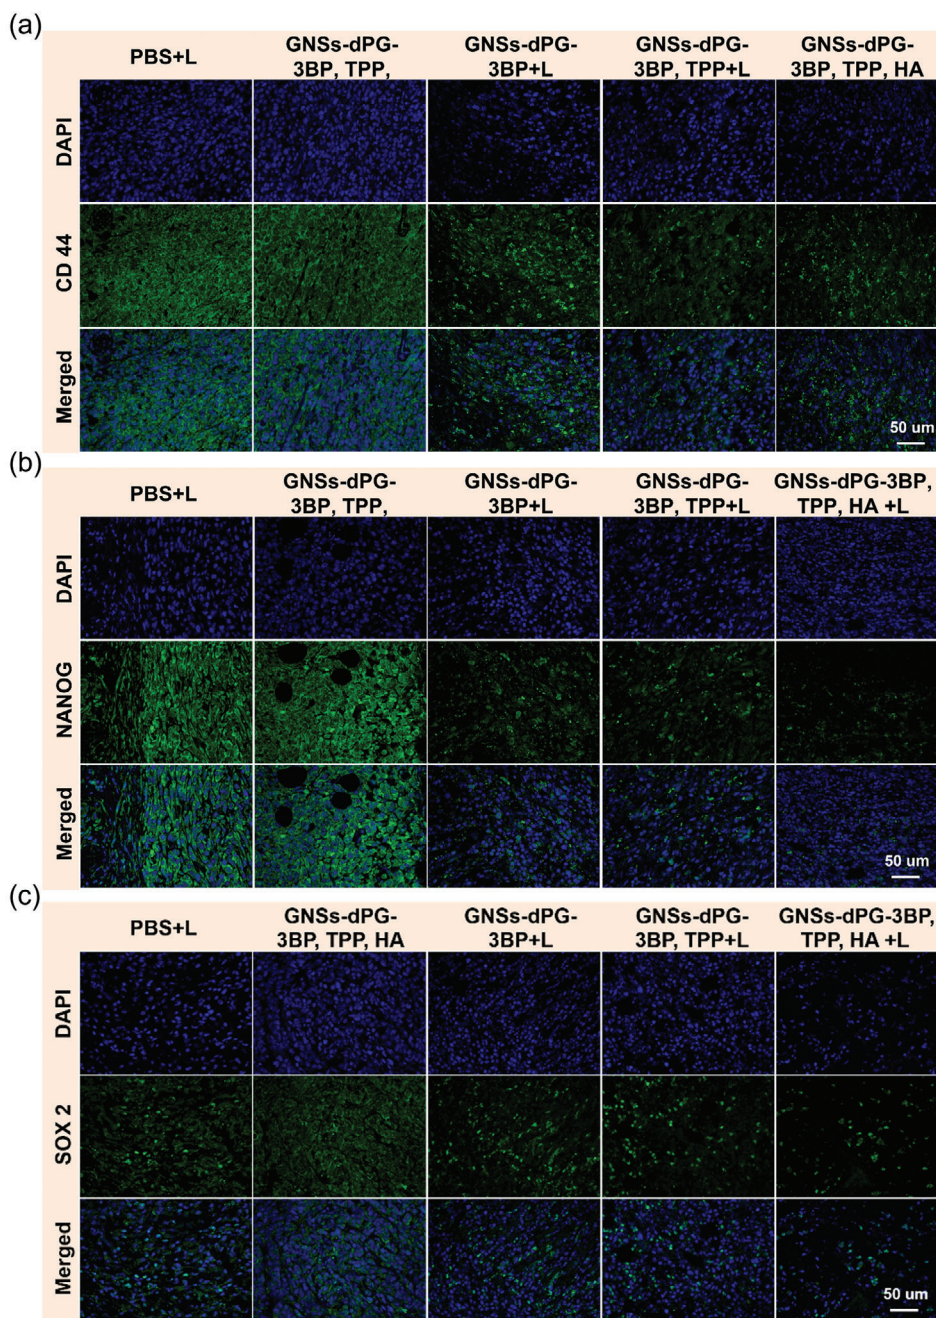 (a)
PBS+L
GNSs-dPG-
3BP, TPP,
GNSs-dPG-
3BP+L
GNSs-dPG-
3BP, TPP+L
GNSs-dPG-
3BP, TPP, HA
DAPI
CD 44
Merged
50 um
(b)
PBS+L
GNSs-dPG-
3BP, TPP,
GNSs-dPG-
3BP+L
GNSs-dPG-
3BP, TPP+L
GNSs-dPG-3BP,
TPP, HA +L
DAPI
NANOG
Merged
50 um
(c)
PBS+L
GNSs-dPG-
3BP, TPP, HA
GNSs-dPG-
3BP+L
GNSs-dPG-
3BP, TPP+L
GNSs-dPG-3BP,
TPP, HA +L
DAPI
SOX 2
Merged
50 um